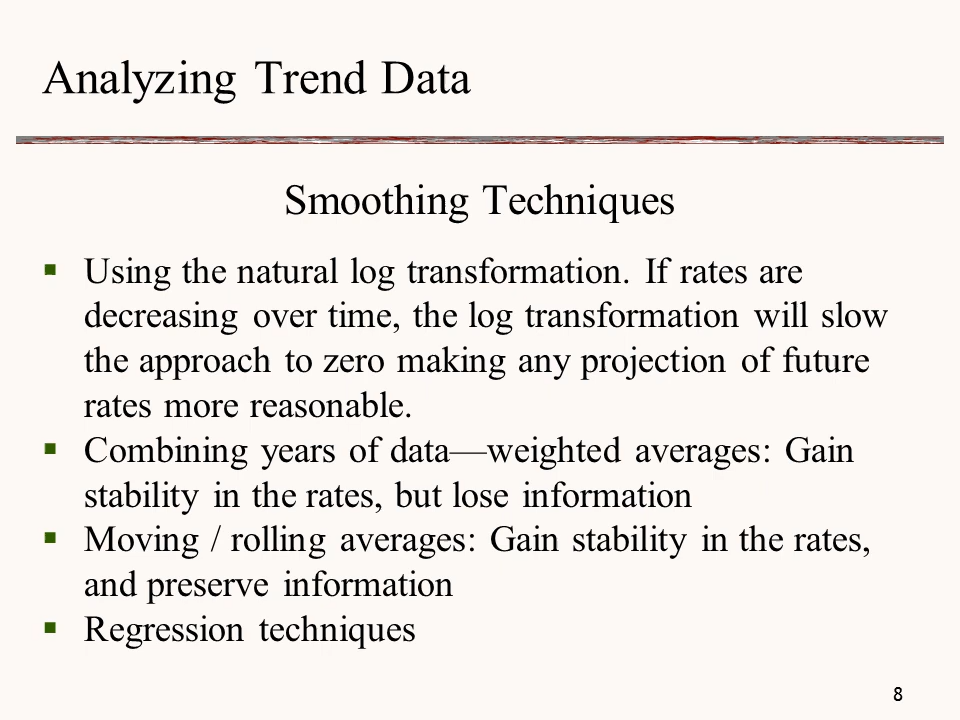 Analyzing Trend Data
Smoothing Techniques
▪ Using the natural log transformation. If rates are
decreasing over time, the log transformation will slow
the approach to zero making any projection of future
rates more reasonable.
▪ Combining years of data—weighted averages: Gain
stability in the rates, but lose information
▪ Moving / rolling averages: Gain stability in the rates,
and preserve information
▪ Regression techniques
8